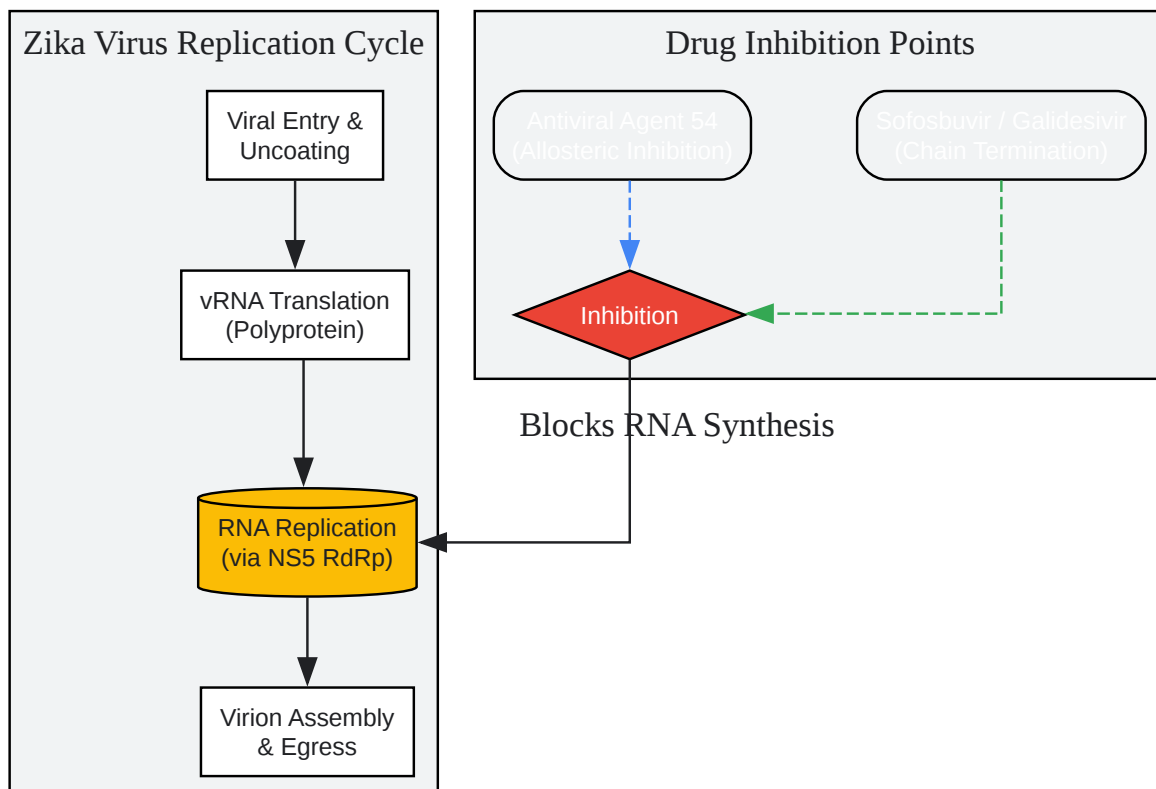 Zika Virus Replication Cycle
Viral Entry &
Uncoating
vRNA Translation
(Polyprotein)
RNA Replication
(via NS5 RdRp)
Virion Assembly
& Egress
Drug Inhibition Points
Antiviral Agent 54
(Allosteric Inhibition)
Sofosbuvir / Galidesivir
(Chain Termination)
Inhibition
Blocks RNA Synthesis